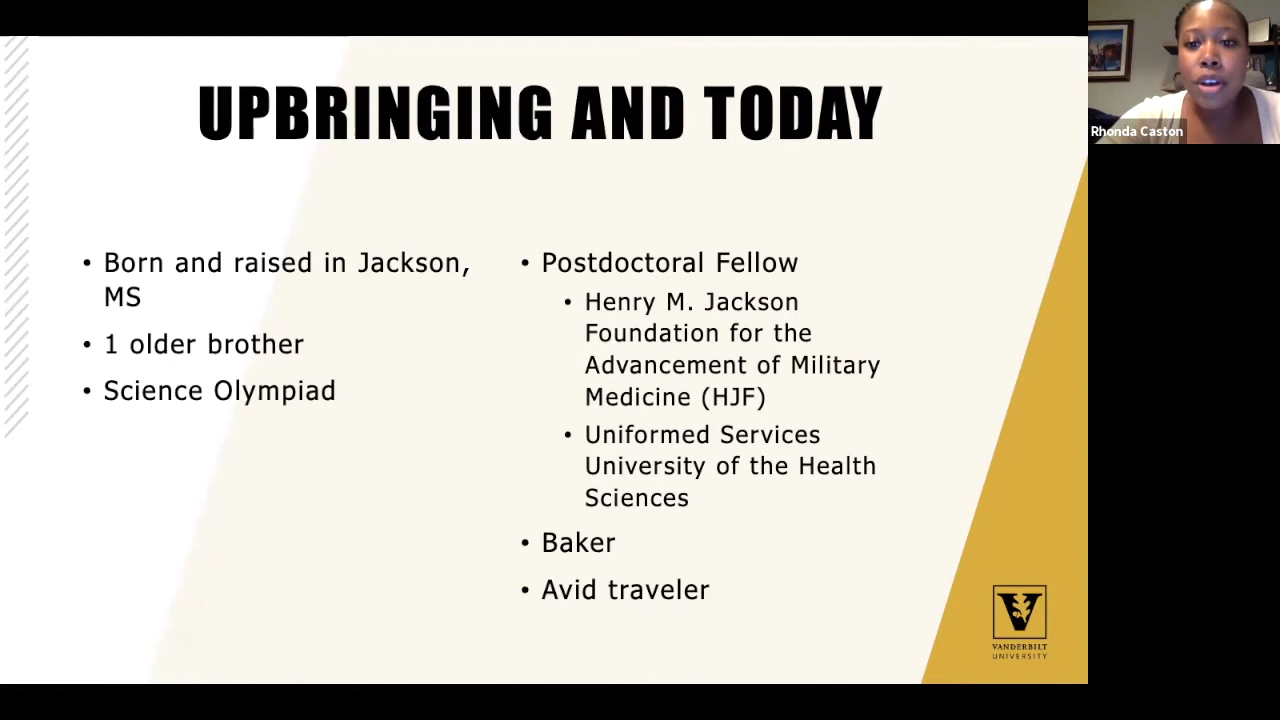 UPBRINGING AND TODAY
Rhonda Caston
• Born and raised in Jackson,
MS
• 1 older brother
• Science Olympiad
• Postdoctoral Fellow
• Henry M. Jackson
Foundation for the
Advancement of Military
Medicine (HJF)
• Uniformed Services
University of the Health
Sciences
• Baker
• Avid traveler
V
VANDERBILT
UNIVERSITY